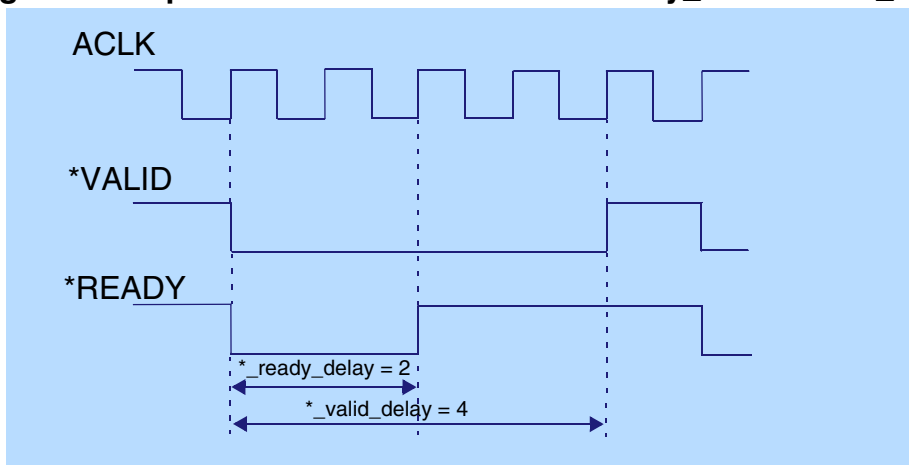 ACLK
*VALID
*READY
*_ready_delay = 2
*_valid_delay = 4